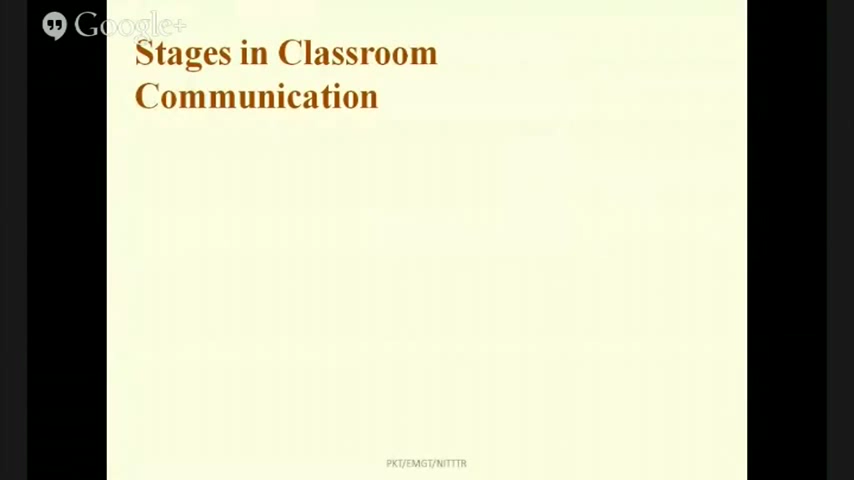 Google+
Stages in Classroom
Communication
PKT/EMGT/NITTTR